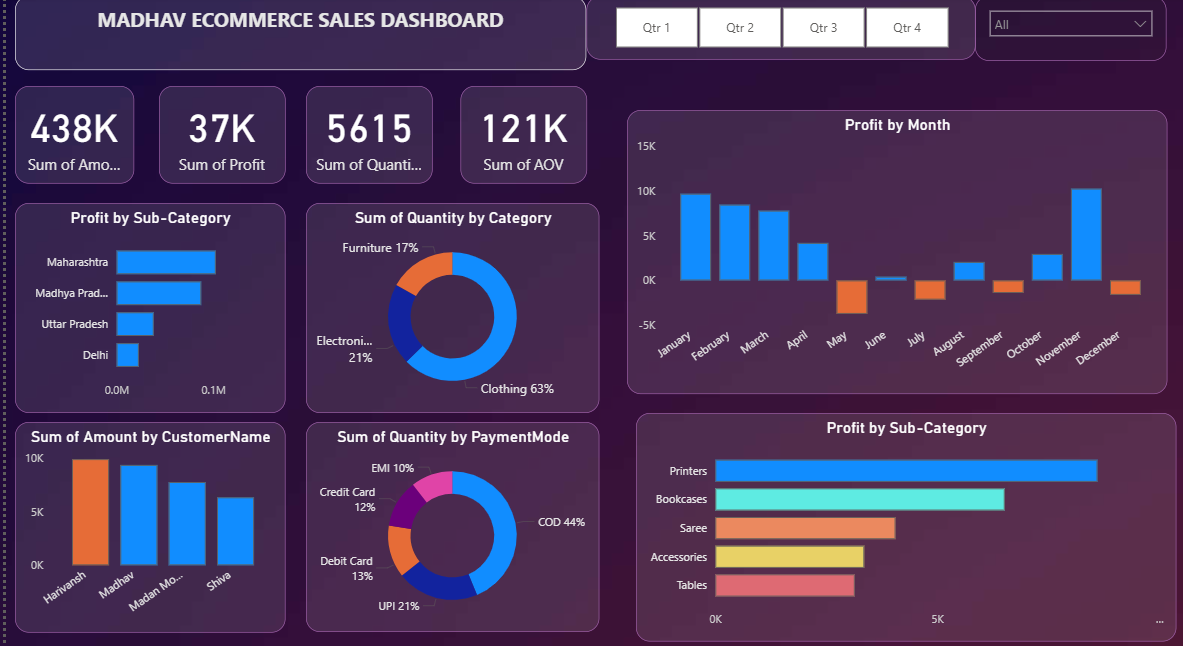 MADHAV ECOMMERCE SALES DASHBOARD
Qtr 1
Qtr 2
Qtr 3
Qtr 4
All
438K
Sum of Amo...
37K
Sum of Profit
5615
Sum of Quanti...
121K
Sum of AOV
Profit by Month
15K
10K
5K
0K
-5K
January
February
March
April
May
June
July
August
September
October
November
December
Profit by Sub-Category
Maharashtra
Madhya Prad...
Uttar Pradesh
Delhi
0.0M
0.1M
Sum of Quantity by Category
Furniture 17%
Electroni...
21%
Clothing 63%
Sum of Amount by CustomerName
10K
5K
0K
Harivansh
Madhav
Madan Mo...
Shiva
Sum of Quantity by PaymentMode
EMI 10%
Credit Card
12%
COD 44%
Debit Card
13%
UPI 21%
Profit by Sub-Category
Printers
Bookcases
Saree
Accessories
Tables
0K
5K
...